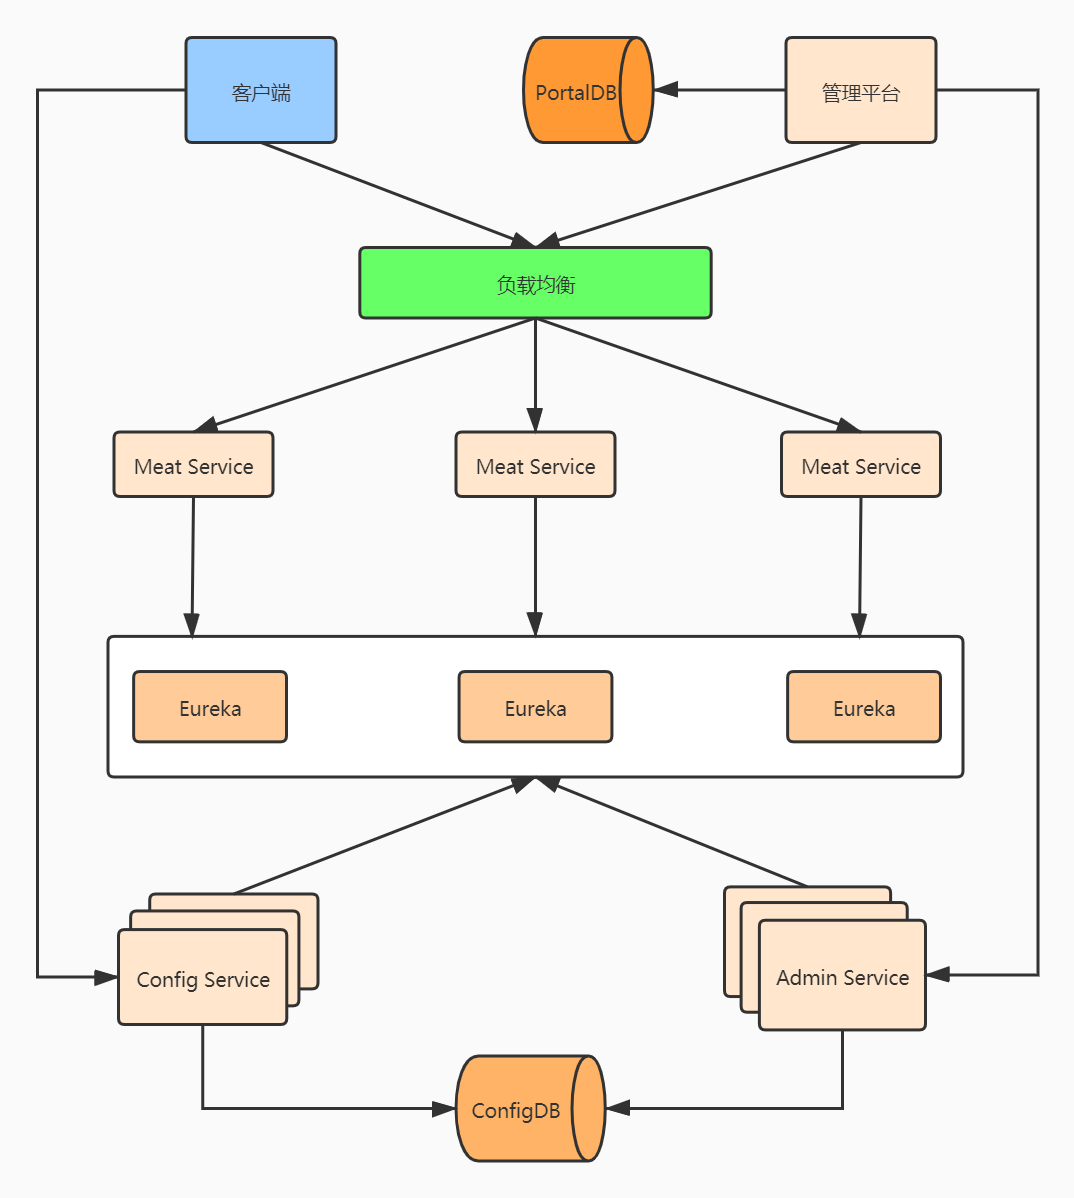 客户端
PortalDB
管理平台
负载均衡
Meat Service
Meat Service
Meat Service
Eureka
Eureka
Eureka
Config Service
Admin Service
ConfigDB